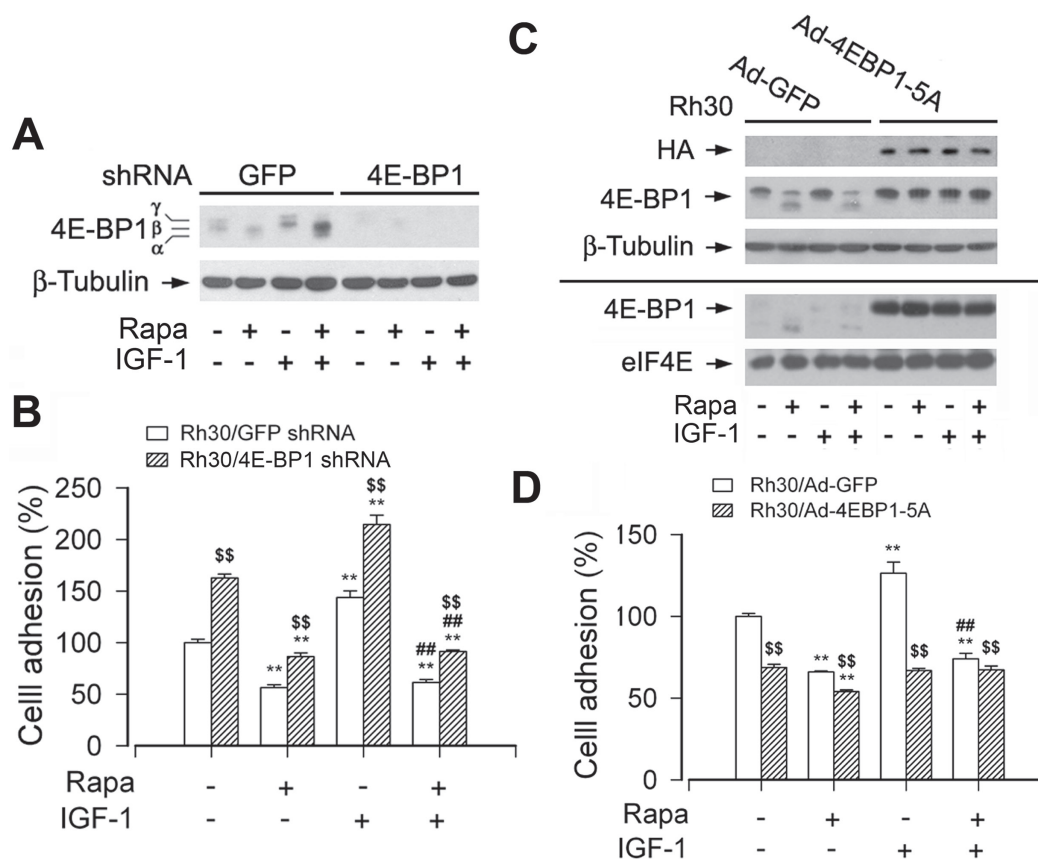 A
shRNA GFP 4E-BP1
γ
4E-BP1 β
α
β-Tubulin
Rapa - + - + - + - +
IGF-1 - - + + - - + +
B
Rh30/GFP shRNA
Rh30/4E-BP1 shRNA
Celll adhesion (%)
250
200
150
100
50
0
$$
**
$$
**
**
$$
**
##
**
$$
##
**
Rapa - + - +
IGF-1 - - + +
C
Ad-GFP
Ad-4EBP1-5A
Rh30
HA
4E-BP1
β-Tubulin
4E-BP1
eIF4E
Rapa - + - + - + - +
IGF-1 - - + + - - + +
D
Rh30/Ad-GFP
Rh30/Ad-4EBP1-5A
Celll adhesion (%)
150
100
50
0
$$
**
$$
**
**
$$
##
**
$$
Rapa - + - +
IGF-1 - - + +